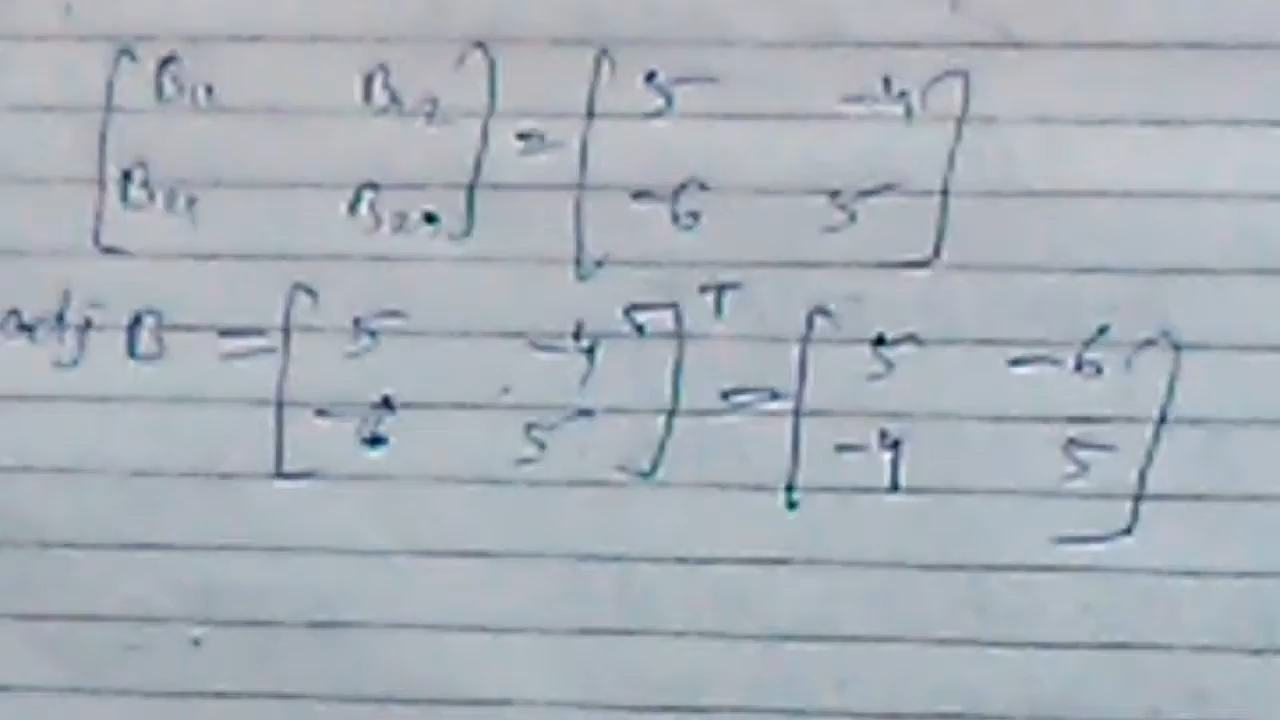 [B₁₁ B₁₂
B₂₁ B₂₂] = [5 -4
-6 5]
adj B = [5 -4
-6 5]ᵀ = [5 -6
-4 5]